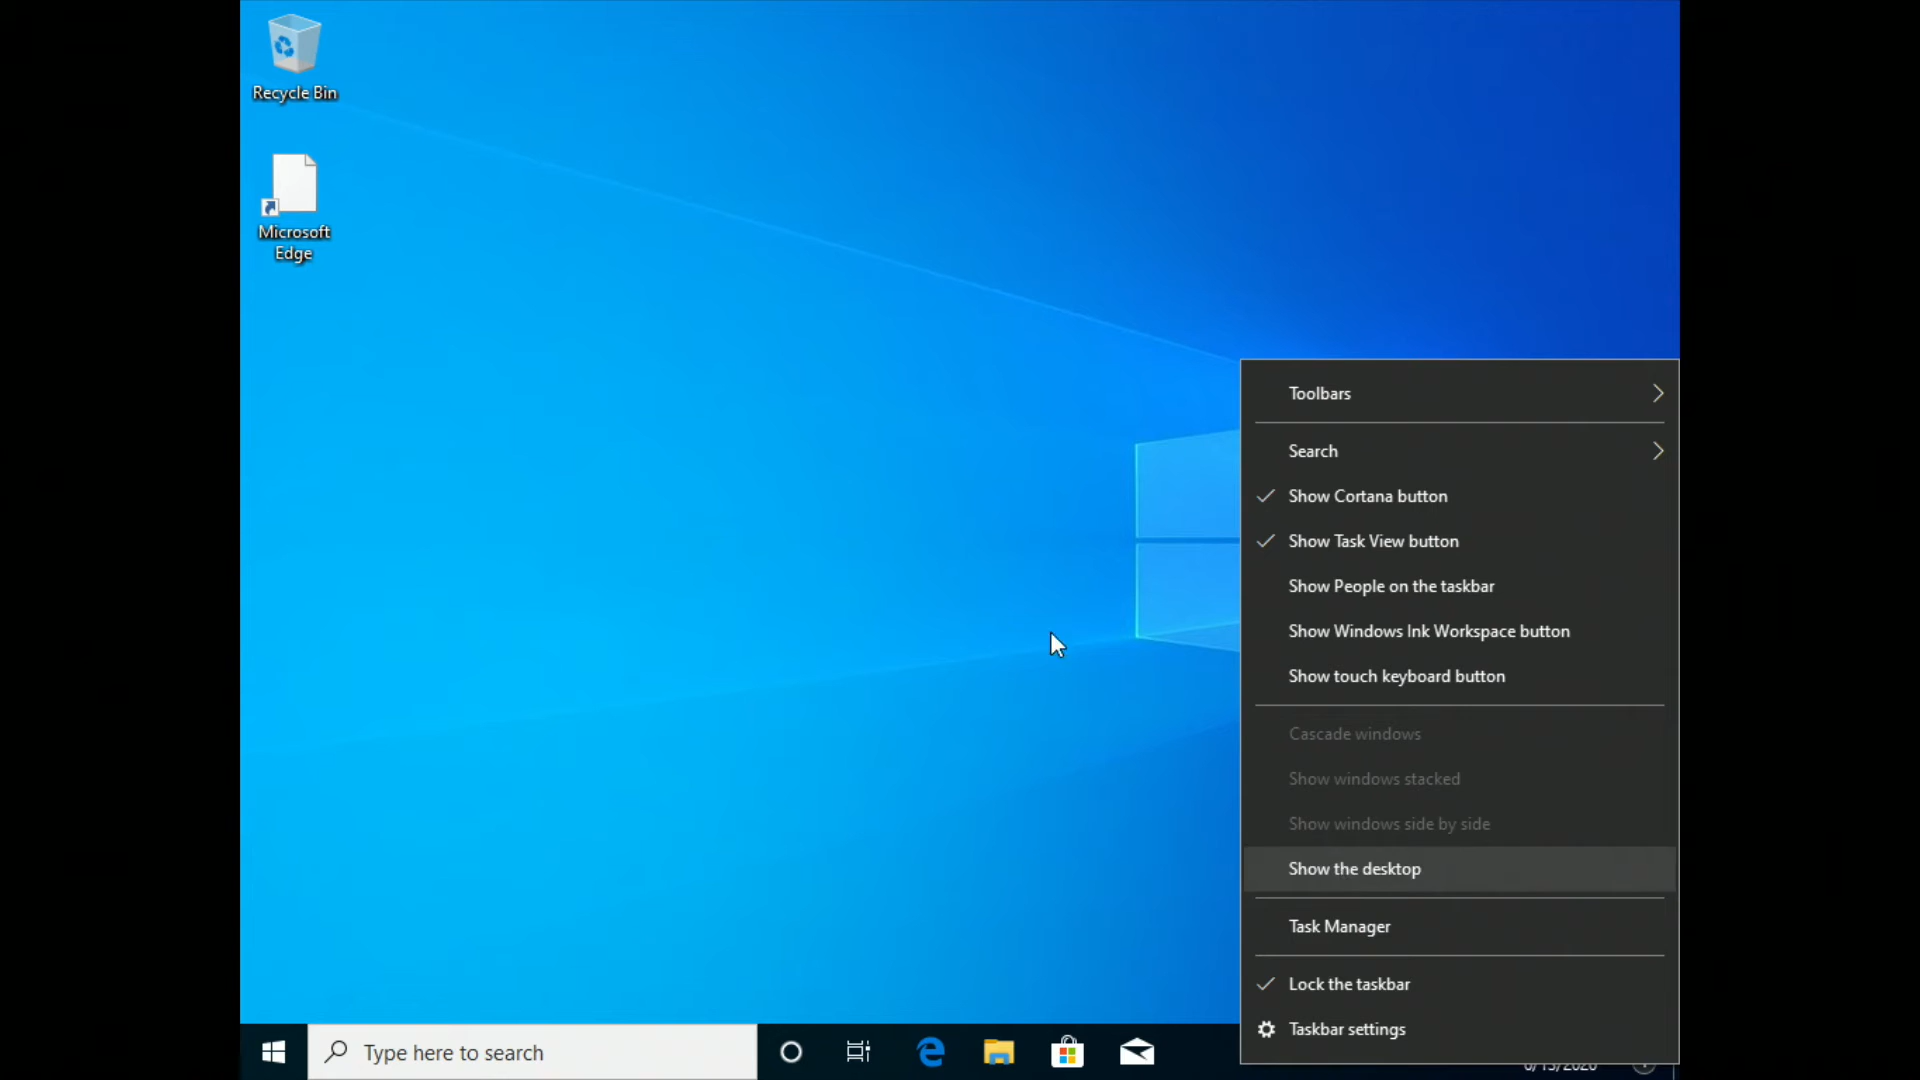 Recycle Bin
Microsoft
Edge
Toolbars
Search
Show Cortana button
Show Task View button
Show People on the taskbar
Show Windows Ink Workspace button
Show touch keyboard button
Cascade windows
Show windows stacked
Show windows side by side
Show the desktop
Task Manager
Lock the taskbar
Taskbar settings
Type here to search